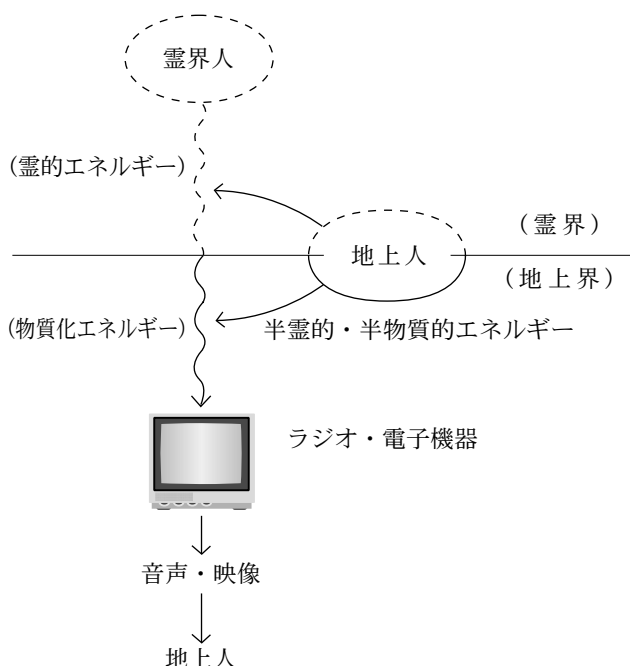 霊界人
(霊的エネルギー)
(霊界)
地上人
(地上界)
(物質化エネルギー)
半霊的・半物質的エネルギー
ラジオ・電子機器
音声・映像
地上人